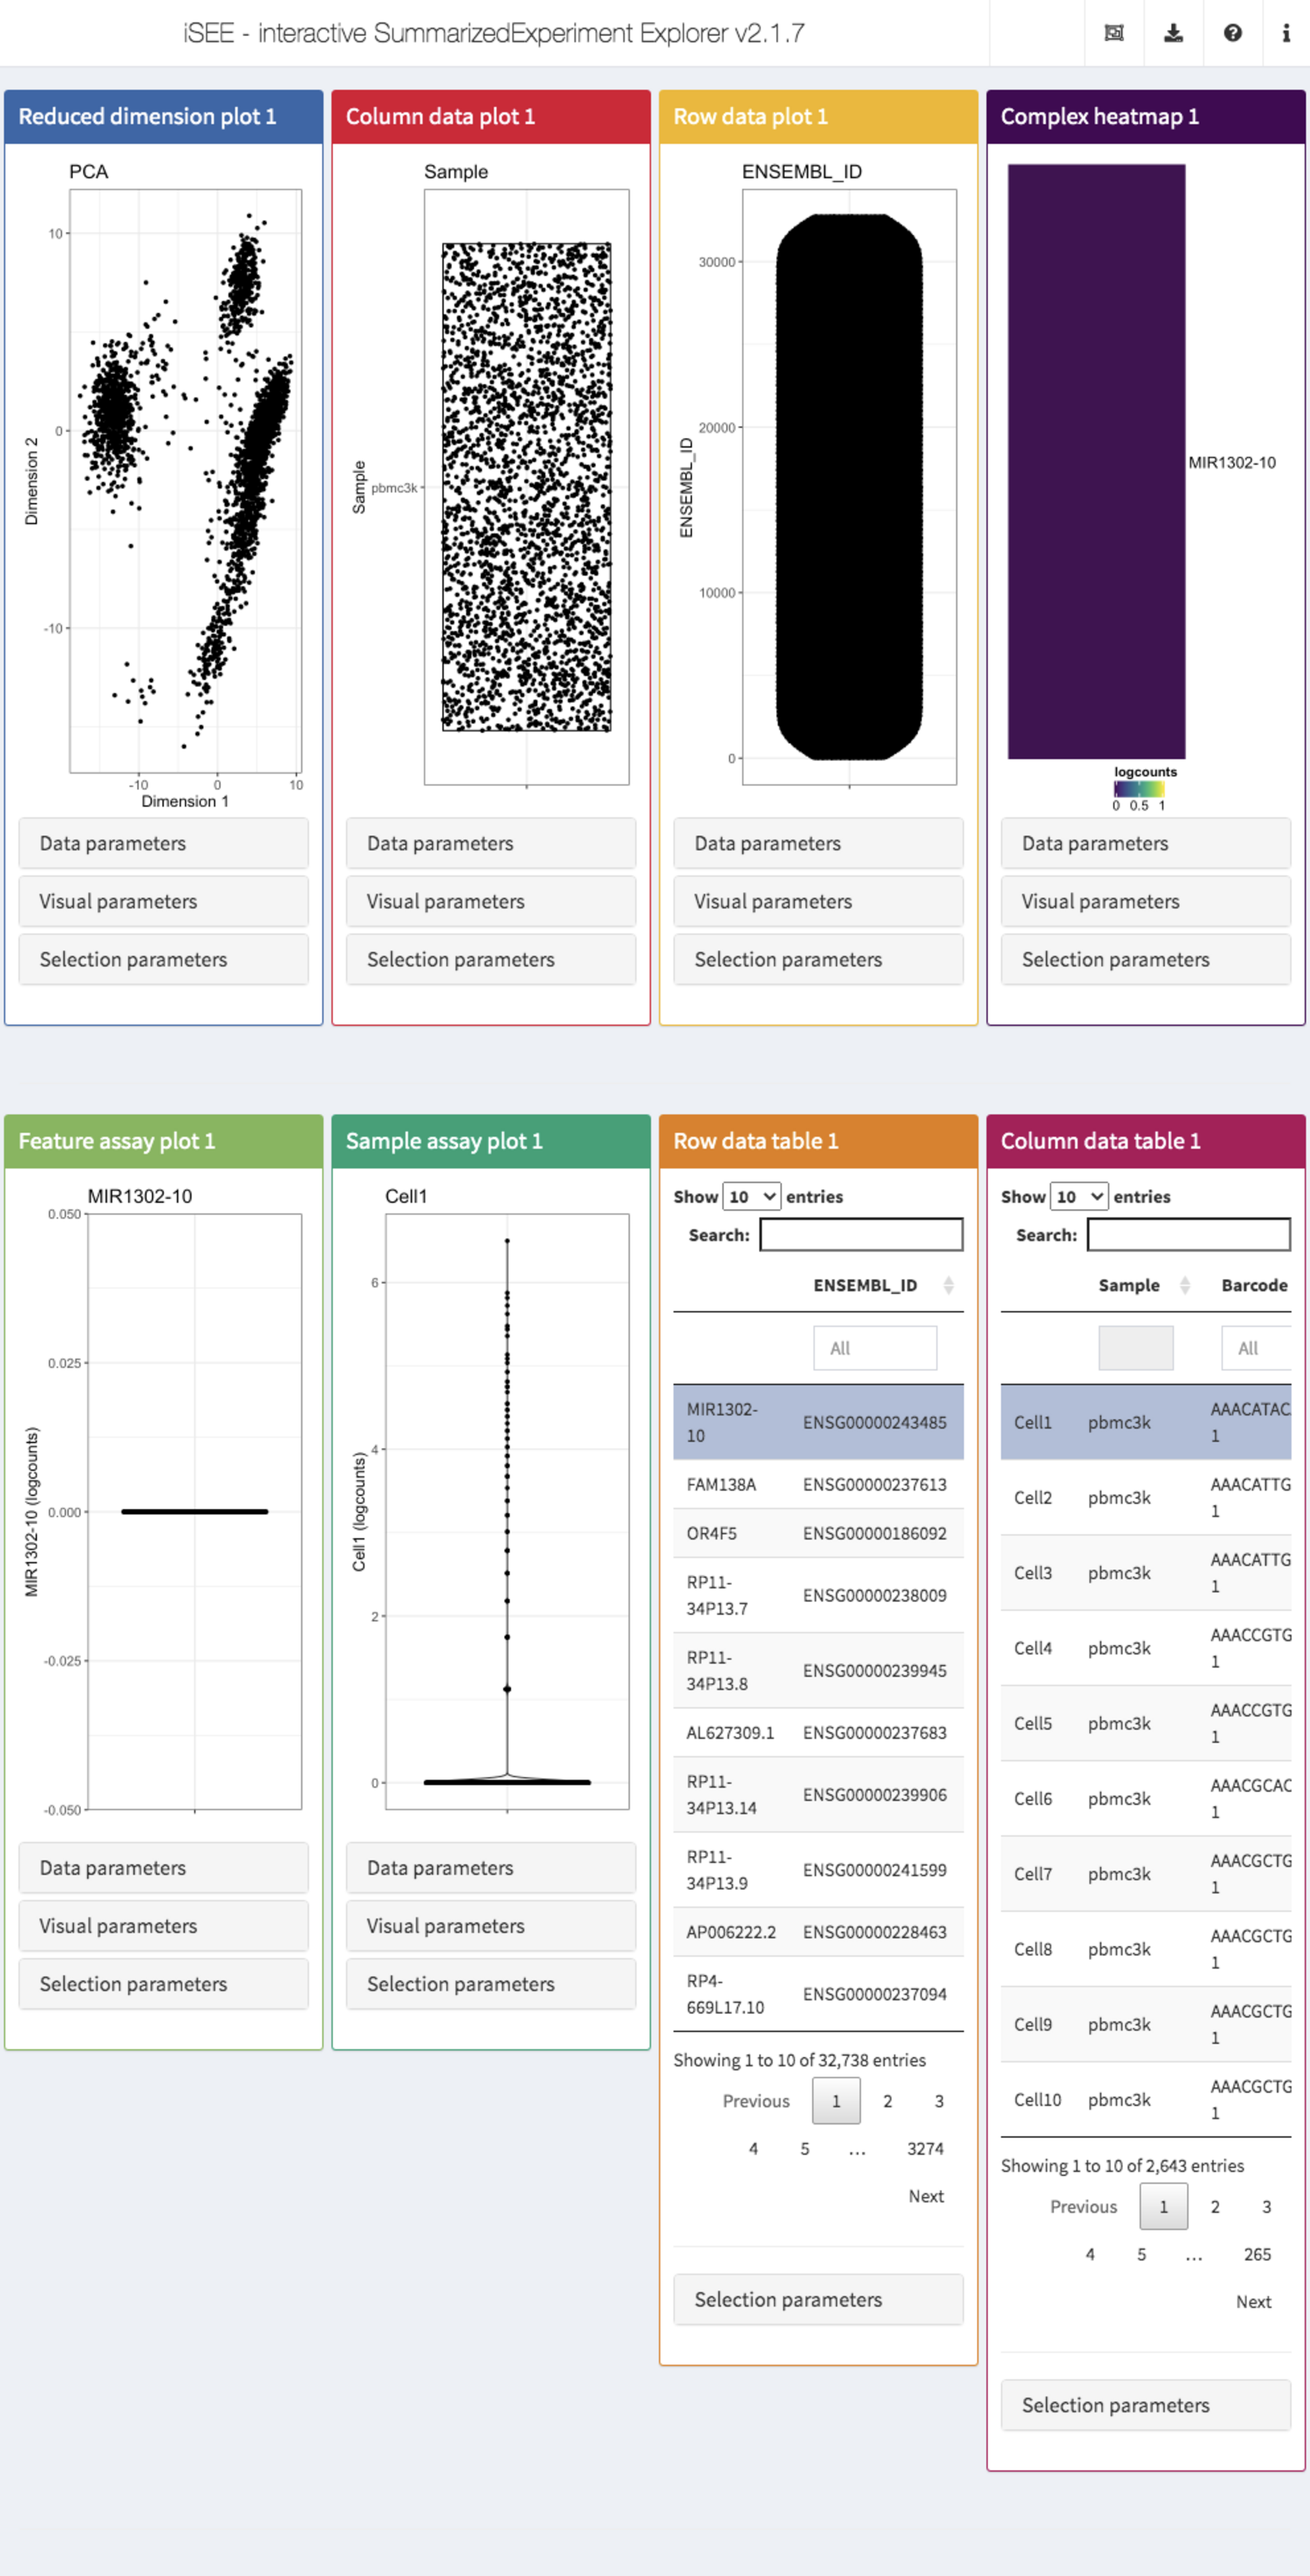 iSEE - interactive SummarizedExperiment Explorer v2.1.7
Reduced dimension plot 1
PCA
10
0
-10
Dimension 2
-10 0 10
Dimension 1
Data parameters
Visual parameters
Selection parameters
Column data plot 1
Sample
Sample
pbmc3k
Data parameters
Visual parameters
Selection parameters
Row data plot 1
ENSEMBL_ID
30000
20000
10000
0
ENSEMBL_ID
Data parameters
Visual parameters
Selection parameters
Complex heatmap 1
MIR1302-10
logcounts
0 0.5 1
Data parameters
Visual parameters
Selection parameters
Feature assay plot 1
MIR1302-10
0.050
0.025
0.000
-0.025
-0.050
MIR1302-10 (logcounts)
Data parameters
Visual parameters
Selection parameters
Sample assay plot 1
Cell1
6
4
2
0
Cell1 (logcounts)
Data parameters
Visual parameters
Selection parameters
Row data table 1
Show 10 entries
Search:
ENSEMBL_ID
All
MIR1302-
10 ENSG00000243485
FAM138A ENSG00000237613
OR4F5 ENSG00000186092
RP11-
34P13.7 ENSG00000238009
RP11-
34P13.8 ENSG00000239945
AL627309.1 ENSG00000237683
RP11-
34P13.14 ENSG00000239906
RP11-
34P13.9 ENSG00000241599
AP006222.2 ENSG00000228463
RP4-
669L17.10 ENSG00000237094
Showing 1 to 10 of 32,738 entries
Previous 1 2 3
4 5 ... 3274
Next
Selection parameters
Column data table 1
Show 10 entries
Search:
Sample Barcode
All
Cell1 pbmc3k AAACATAC
1
Cell2 pbmc3k AAACATTG
1
Cell3 pbmc3k AAACATTG
1
Cell4 pbmc3k AAACCGTG
1
Cell5 pbmc3k AAACCGTG
1
Cell6 pbmc3k AAACGCAC
1
Cell7 pbmc3k AAACGCTG
1
Cell8 pbmc3k AAACGCTG
1
Cell9 pbmc3k AAACGCTG
1
Cell10 pbmc3k AAACGCTG
1
Showing 1 to 10 of 2,643 entries
Previous 1 2 3
4 5 ... 265
Next
Selection parameters